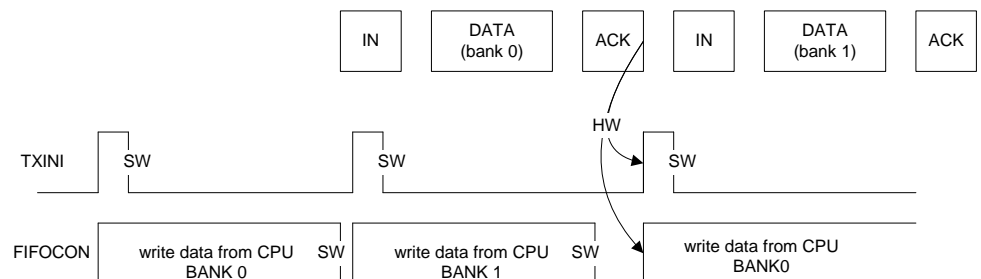 IN
DATA
(bank 0)
ACK
IN
DATA
(bank 1)
ACK
HW
TXINI
SW
SW
SW
FIFOCON
write data from CPU
BANK 0
SW
write data from CPU
BANK 1
SW
write data from CPU
BANK0